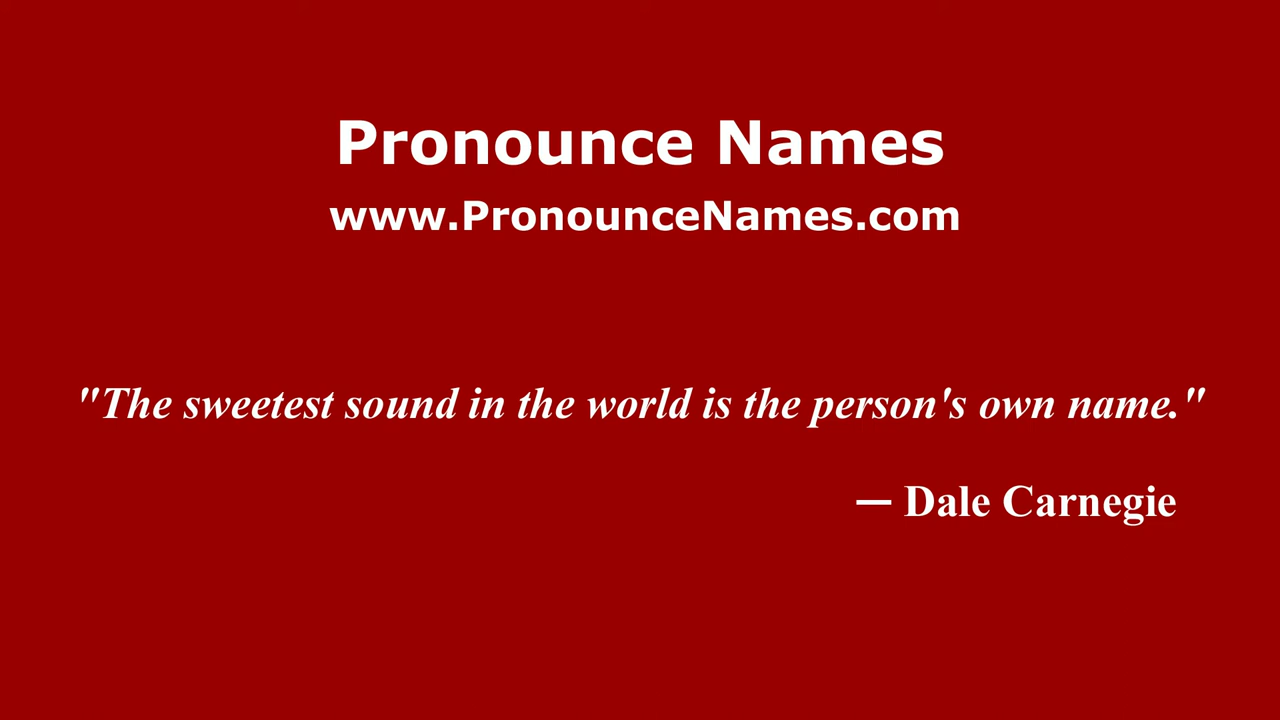 Pronounce Names
www.PronounceNames.com
"The sweetest sound in the world is the person's own name."
— Dale Carnegie